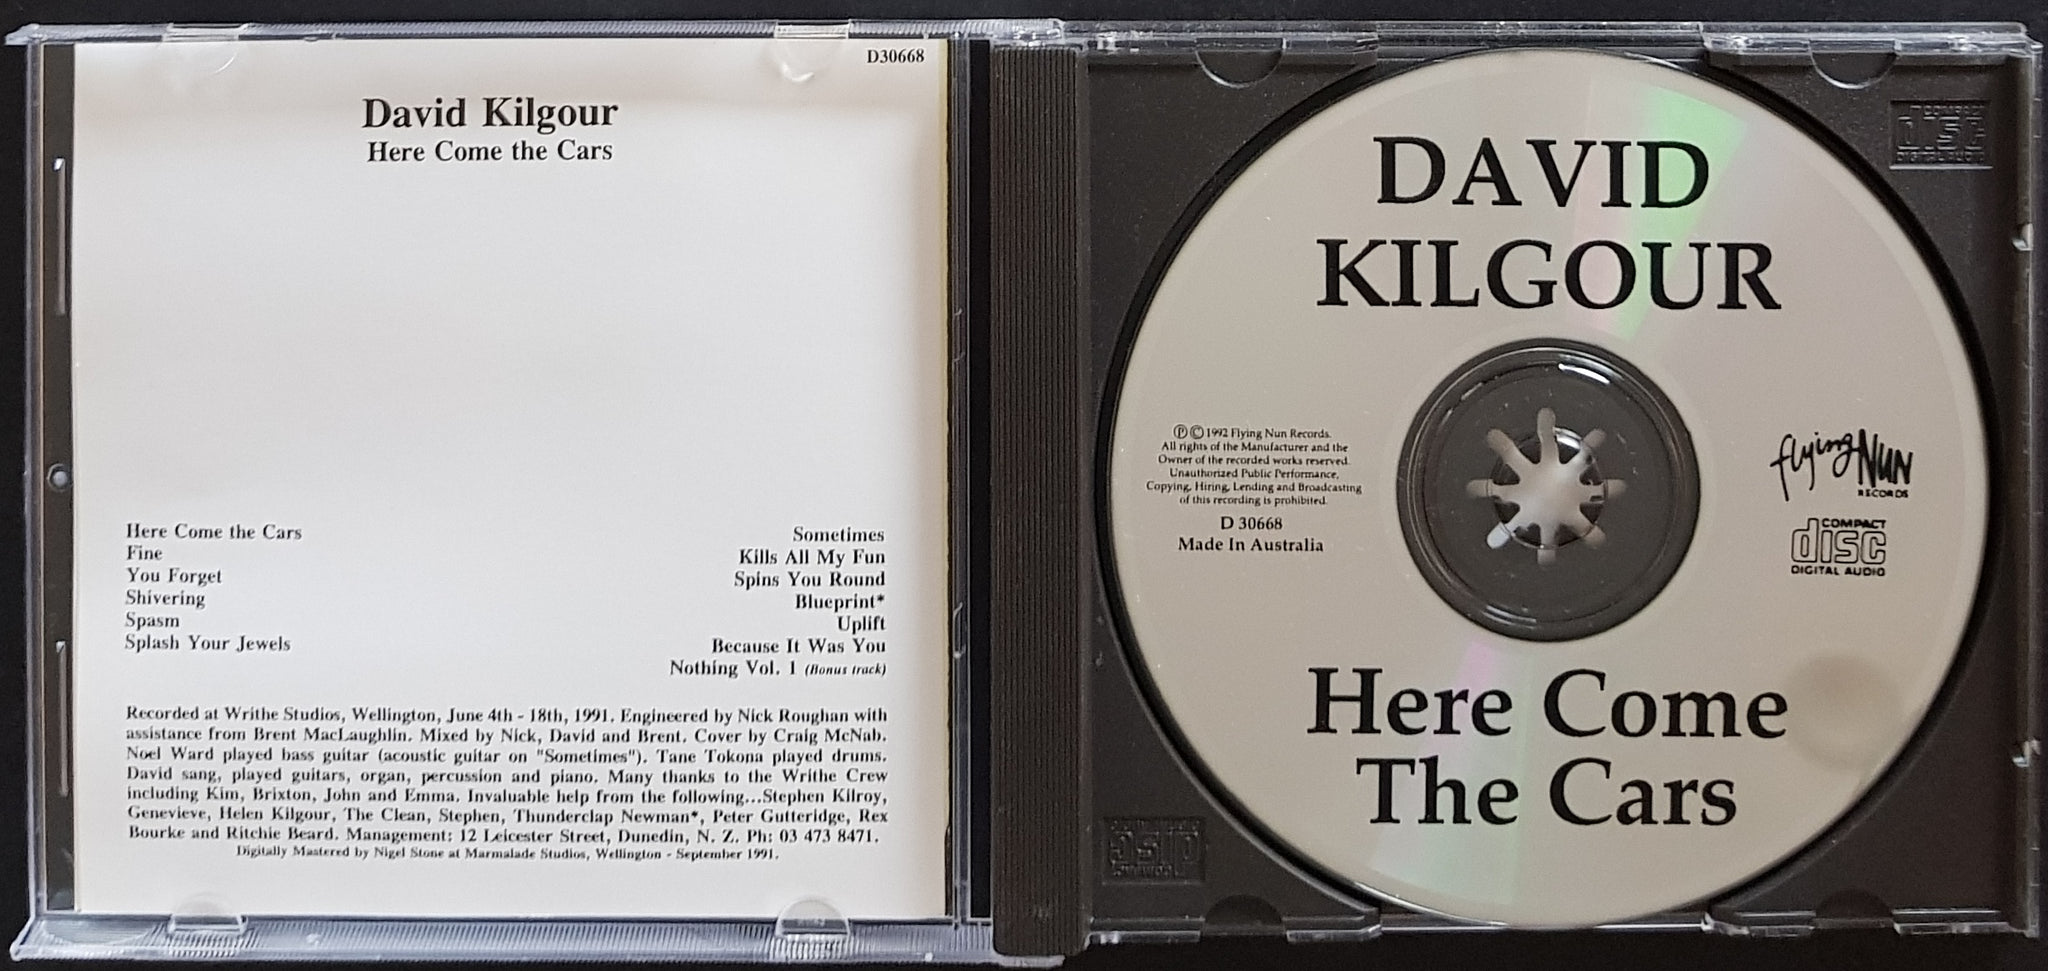 D30668
David Kilgour
Here Come the Cars
Here Come the Cars
Fine
You Forget
Shivering
Spasm
Splash Your Jewels
Sometimes
Kills All My Fun
Spins You Round
Blueprint*
Uplift
Because It Was You
Nothing Vol. 1 (Bonus track)
Recorded at Writhe Studios, Wellington, June 4th - 18th, 1991. Engineered by Nick Roughan with
assistance from Brent MacLaughlin. Mixed by Nick, David and Brent. Cover by Craig McNab.
Noel Ward played bass guitar (acoustic guitar on "Sometimes"). Tane Tokona played drums.
David sang, played guitars, organ, percussion and piano. Many thanks to the Writhe Crew
including Kim, Brixton, John and Emma. Invaluable help from the following...Stephen Kilroy,
Genevieve, Helen Kilgour, The Clean, Stephen, Thunderclap Newman*, Peter Gutteridge, Rex
Bourke and Ritchie Beard. Management: 12 Leicester Street, Dunedin, N. Z. Ph: 03 473 8471.
Digitally Mastered by Nigel Stone at Marmalade Studios, Wellington - September 1991.
DAVID
KILGOUR
Ⓟ © 1992 Flying Nun Records.
All rights of the Manufacturer and the
Owner of the recorded works reserved.
Unauthorized Public Performance,
Copying, Hiring, Lending and Broadcasting
of this recording is prohibited.
D 30668
Made In Australia
flying NUN
RECORDS
COMPACT
disc
DIGITAL AUDIO
Here Come
The Cars
COMPACT
DISC
DIGITAL AUDIO